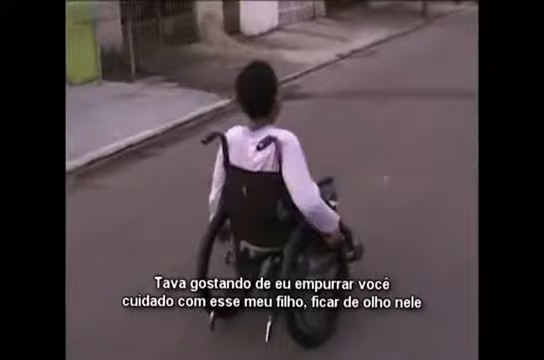 Tava gostando de eu empurrar você
cuidado com esse meu filho, ficar de olho nele